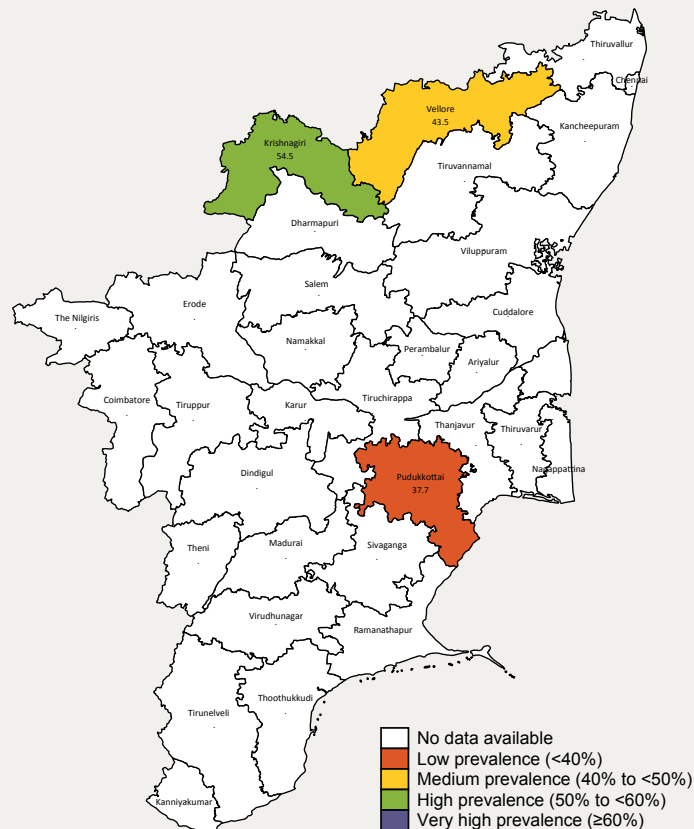 Thiruvallur
.
Chennai
.
Vellore
43.5
Kancheepuram
.
Krishnagiri
54.5
Tiruvannamal
.
Dharmapuri
.
Viluppuram
.
Salem
.
Erode
.
Cuddalore
.
The Nilgiris
.
Namakkal
.
Perambalur
.
Ariyalur
.
Coimbatore
.
Tiruppur
.
Karur
.
Tiruchirappa
.
Thanjavur
.
Thiruvarur
.
Nagappattina
.
Dindigul
.
Pudukkottai
37.7
Theni
.
Madurai
.
Sivaganga
.
Virudhunagar
.
Ramanathapur
.
Tirunelveli
.
Thoothukkudi
.
Kanniyakumar
.
No data available
Low prevalence (<40%)
Medium prevalence (40% to <50%)
High prevalence (50% to <60%)
Very high prevalence (≥60%)